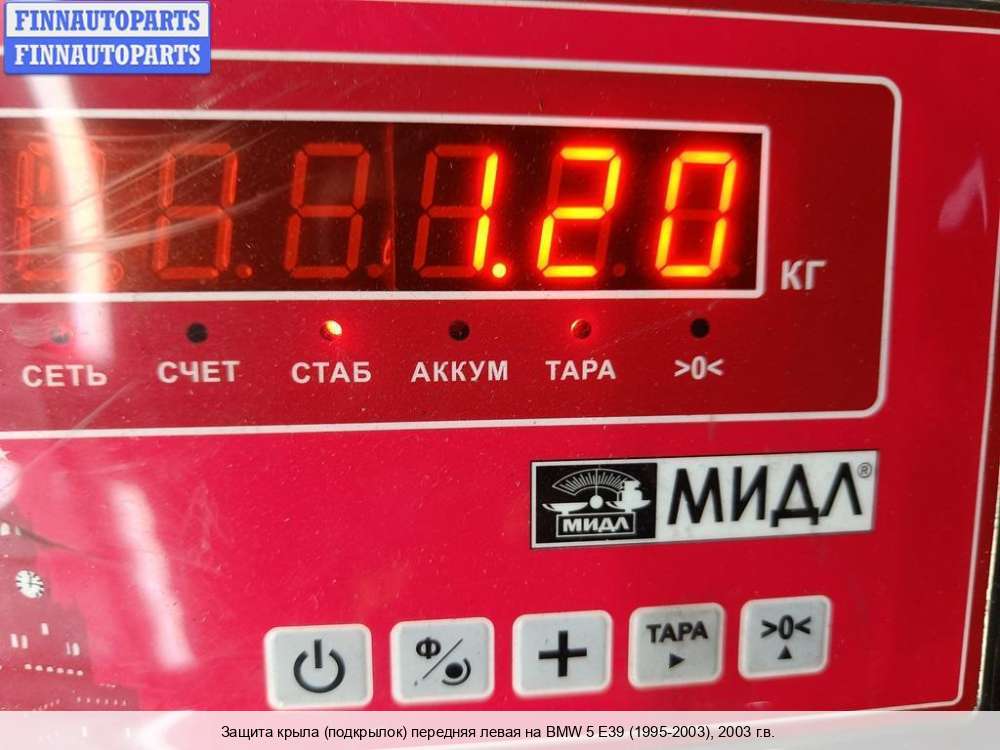 FINNAUTOPARTS
FINNAUTOPARTS
1.20
КГ
СЕТЬ СЧЕТ СТАБ АККУМ ТАРА >0<
МИДЛ МИДЛ®
Ф + ТАРА >0<
Защита крыла (подкрылок) передняя левая на BMW 5 E39 (1995-2003), 2003 г.в.